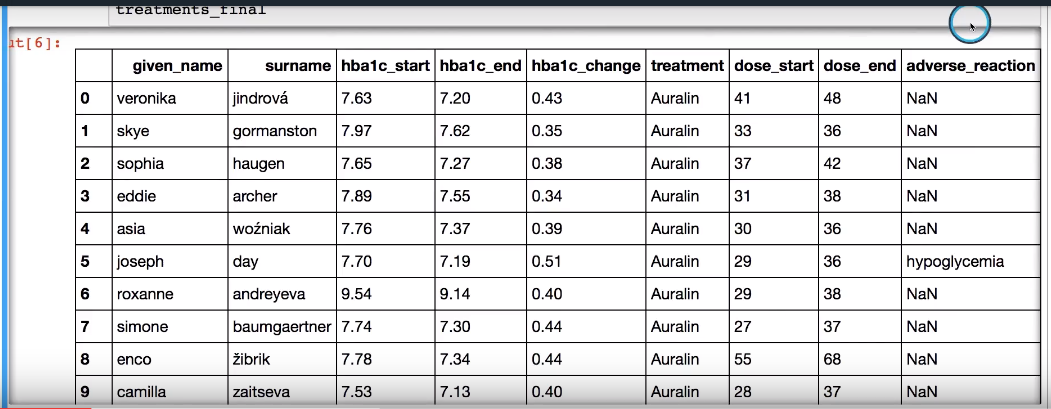 treatments_final
ut[6]:
given_name surname hba1c_start hba1c_end hba1c_change treatment dose_start dose_end adverse_reaction
0 veronika jindrová 7.63 7.20 0.43 Auralin 41 48 NaN
1 skye gormanston 7.97 7.62 0.35 Auralin 33 36 NaN
2 sophia haugen 7.65 7.27 0.38 Auralin 37 42 NaN
3 eddie archer 7.89 7.55 0.34 Auralin 31 38 NaN
4 asia woźniak 7.76 7.37 0.39 Auralin 30 36 NaN
5 joseph day 7.70 7.19 0.51 Auralin 29 36 hypoglycemia
6 roxanne andreyeva 9.54 9.14 0.40 Auralin 29 38 NaN
7 simone baumgaertner 7.74 7.30 0.44 Auralin 27 37 NaN
8 enco žibrik 7.78 7.34 0.44 Auralin 55 68 NaN
9 camilla zaitseva 7.53 7.13 0.40 Auralin 28 37 NaN